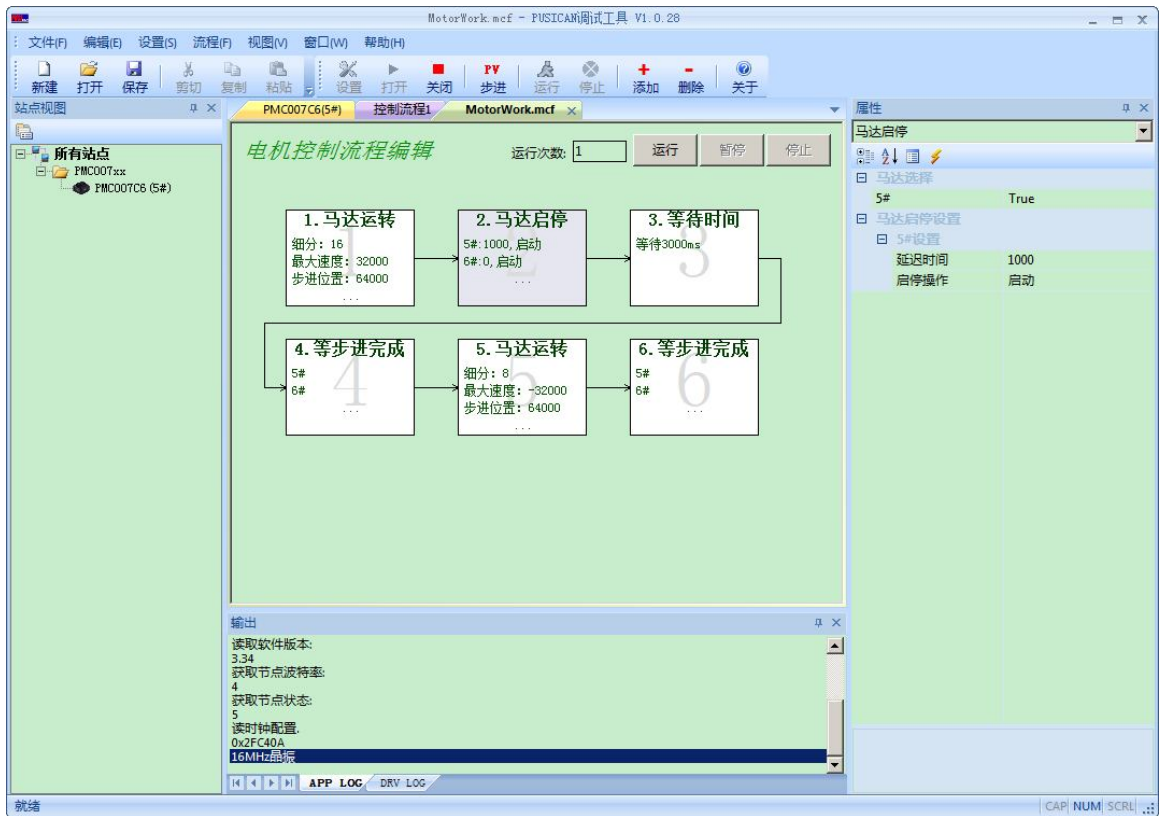 MotorWork.mcf - PUSICAN调试工具 V1.0.28
文件(F) 编辑(E) 设置(S) 流程(F) 视图(V) 窗口(W) 帮助(H)
新建 打开 保存 剪切 复制 粘贴 设置 打开 关闭 PV 步进 运行 停止 添加 删除 关于
站点视图
所有站点
PMC007xx
PMC007C6 (5#)
PMC007C6(5#) 控制流程1 MotorWork.mcf
电机控制流程编辑 运行次数: 1 运行 暂停 停止
1.马达运转
细分: 16
最大速度: 32000
步进位置: 64000
...
2.马达启停
5#:1000, 启动
6#:0, 启动
...
3.等待时间
等待3000ms
4.等步进完成
5#
6#
...
5.马达运转
细分: 8
最大速度: -32000
步进位置: 64000
...
6.等步进完成
5#
6#
...
输出
读取软件版本:
3.34
获取节点波特率:
4
获取节点状态:
5
读时钟配置.
0x2FC40A
16MHz晶振
APP LOG DRV LOG
属性
马达启停
马达选择
5# True
马达启停设置
5#设置
延迟时间 1000
启停操作 启动
就绪 CAP NUM SCRL